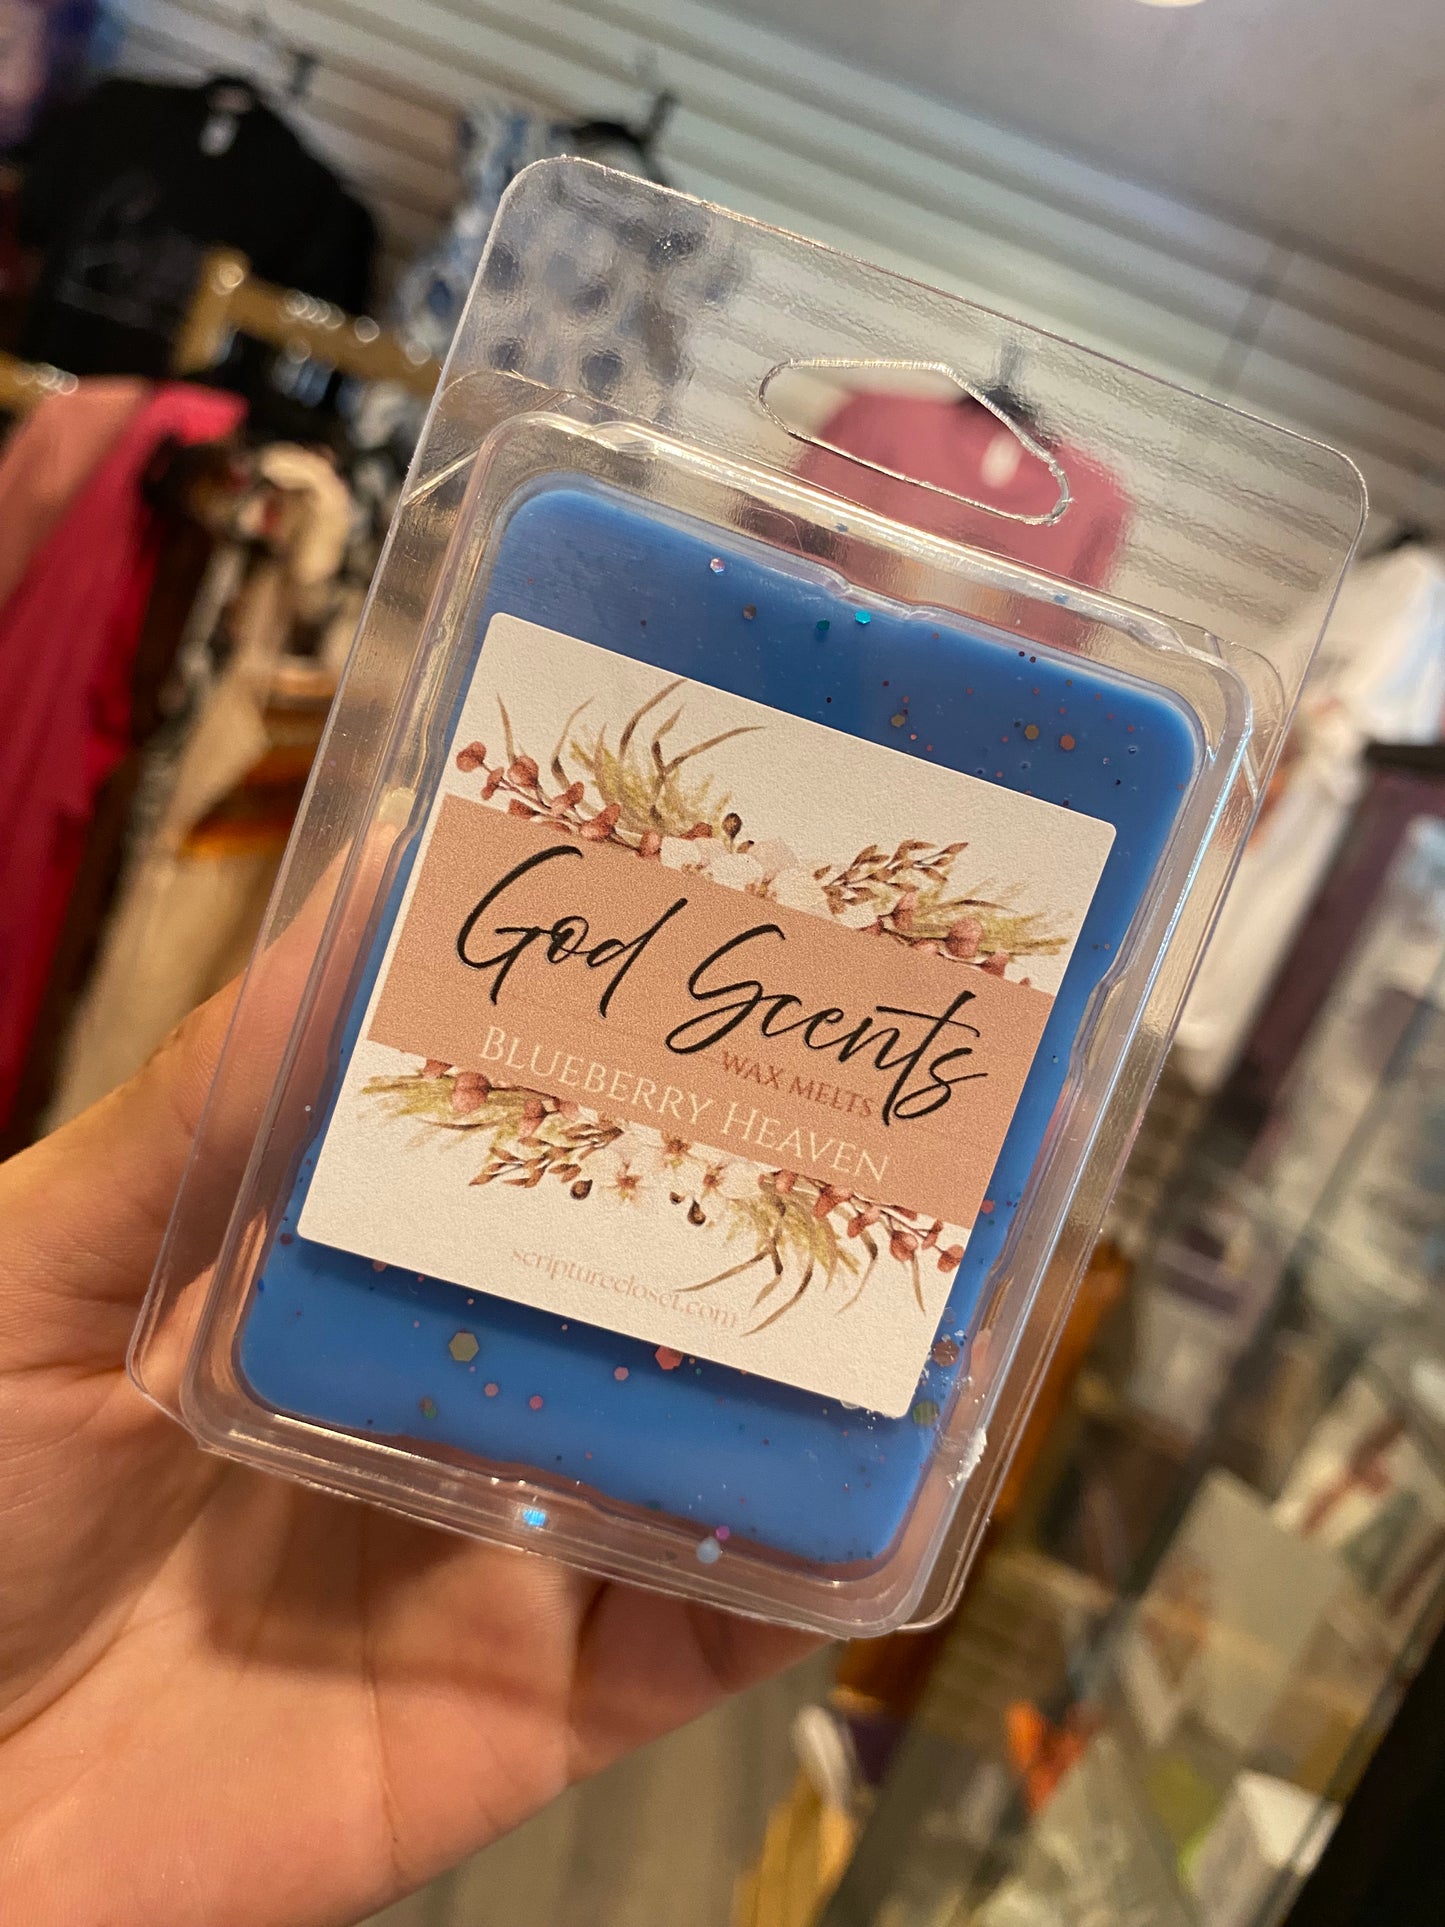 God Scents
WAX MELTS
BLUEBERRY HEAVEN
scripturecloset.com